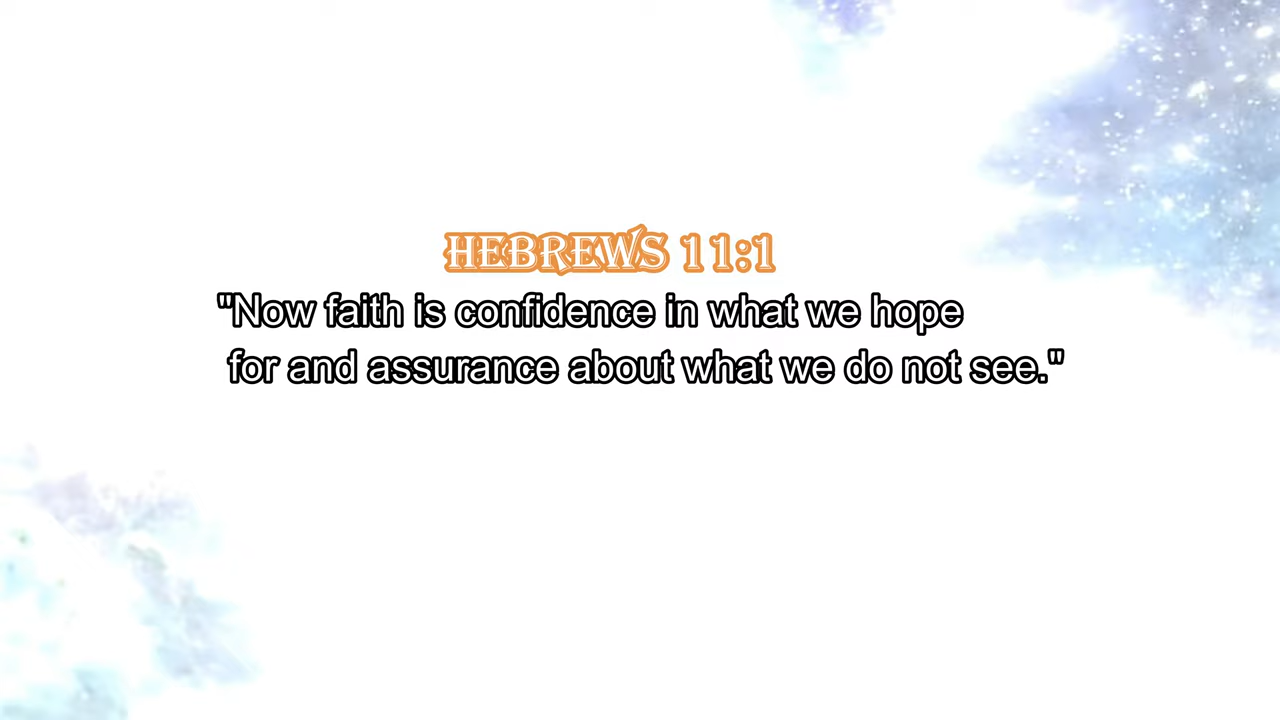 HEBREWS 11:1
"Now faith is confidence in what we hope
for and assurance about what we do not see."